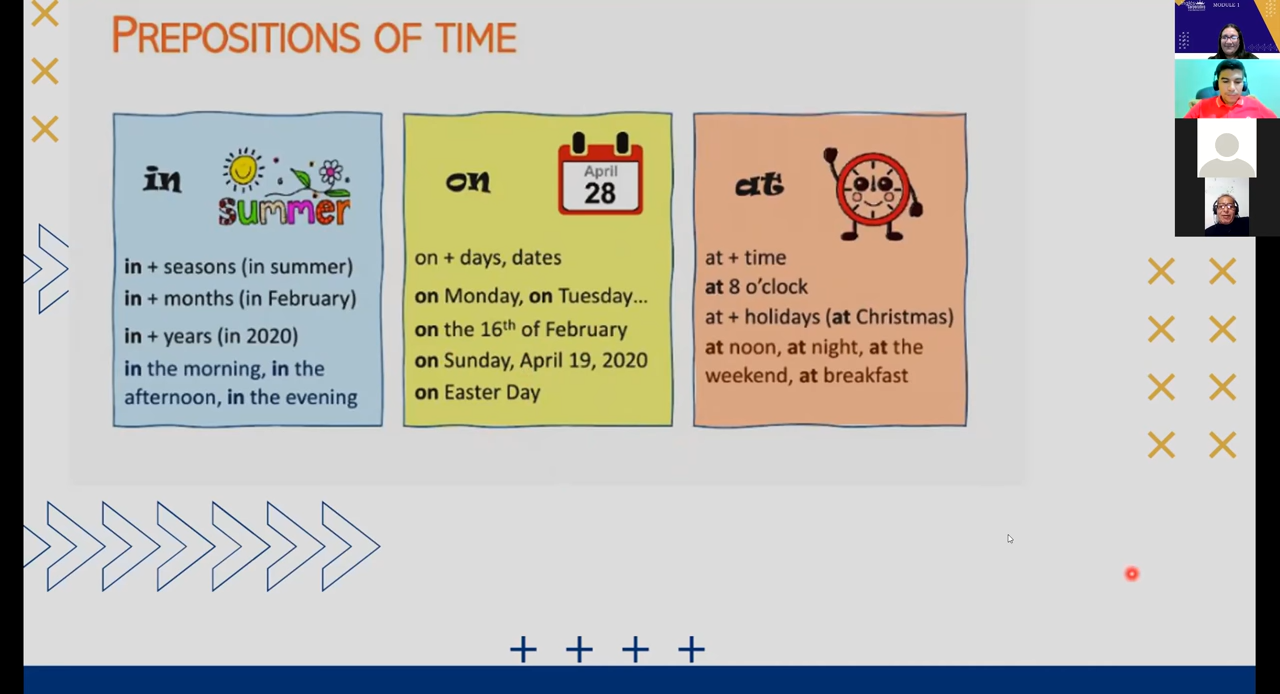 PREPOSITIONS OF TIME
in
summer
in + seasons (in summer)
in + months (in February)
in + years (in 2020)
in the morning, in the
afternoon, in the evening
on
April
28
on + days, dates
on Monday, on Tuesday...
on the 16th of February
on Sunday, April 19, 2020
on Easter Day
at
at + time
at 8 o'clock
at + holidays (at Christmas)
at noon, at night, at the
weekend, at breakfast
MODULE 1